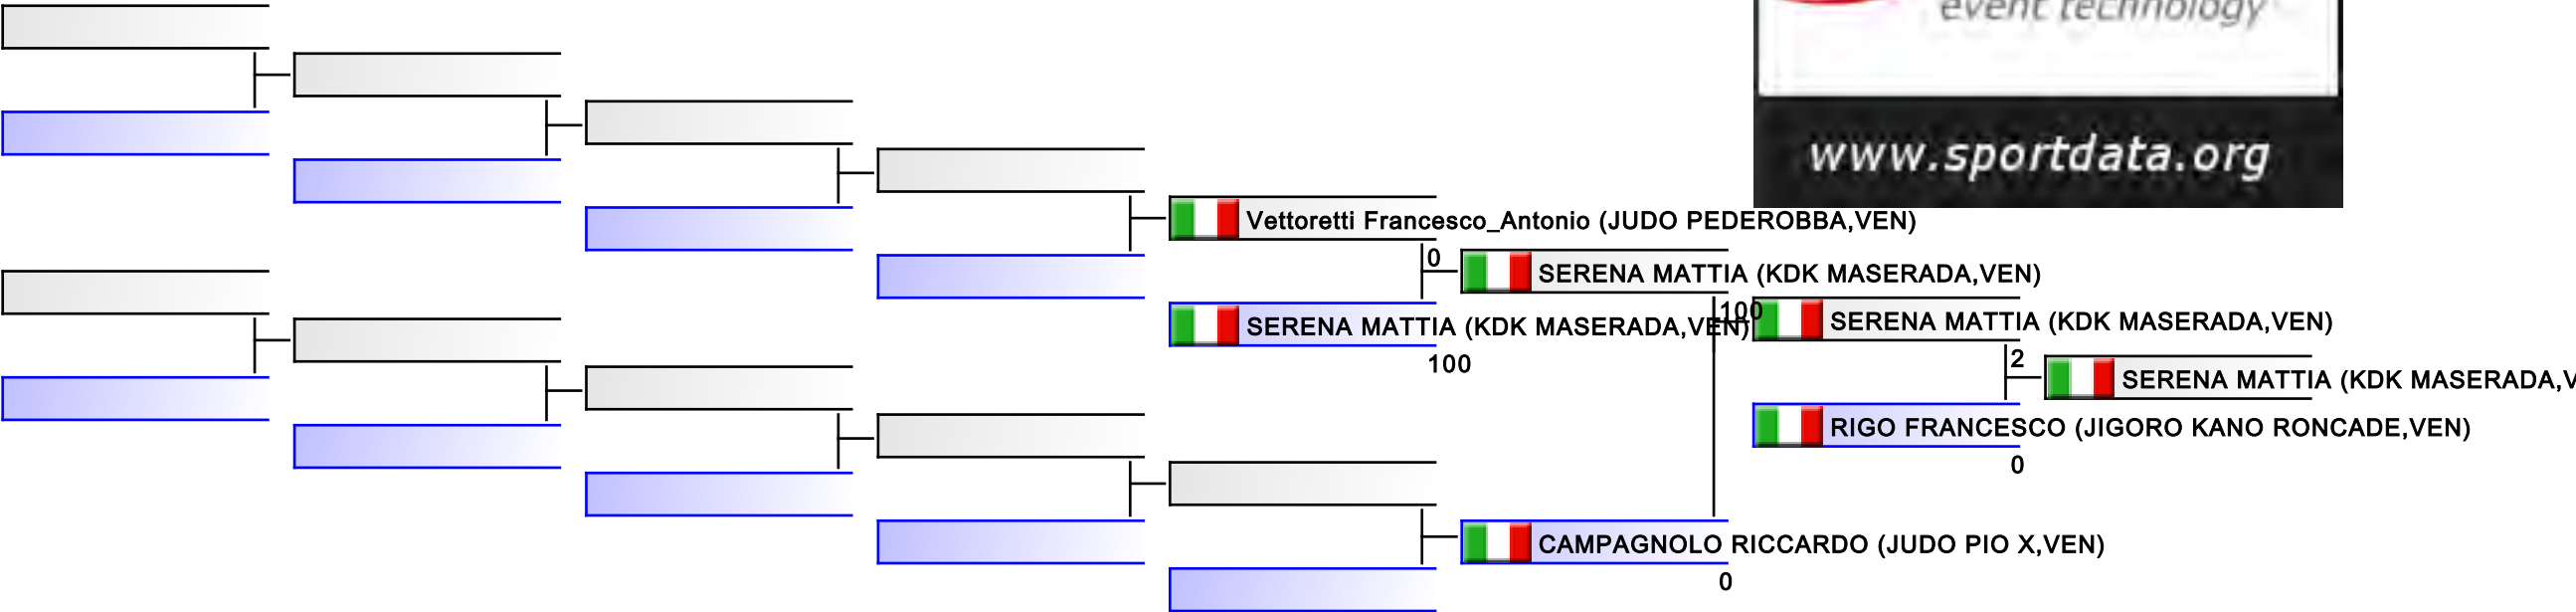 event technology
www.sportdata.org
Vettoretti Francesco_Antonio (JUDO PEDEROBBA,VEN)
0
SERENA MATTIA (KDK MASERADA,VEN)
100
SERENA MATTIA (KDK MASERADA,VEN)
SERENA MATTIA (KDK MASERADA,VEN)
100
2
SERENA MATTIA (KDK MASERADA,V
RIGO FRANCESCO (JIGORO KANO RONCADE,VEN)
0
CAMPAGNOLO RICCARDO (JUDO PIO X,VEN)
0